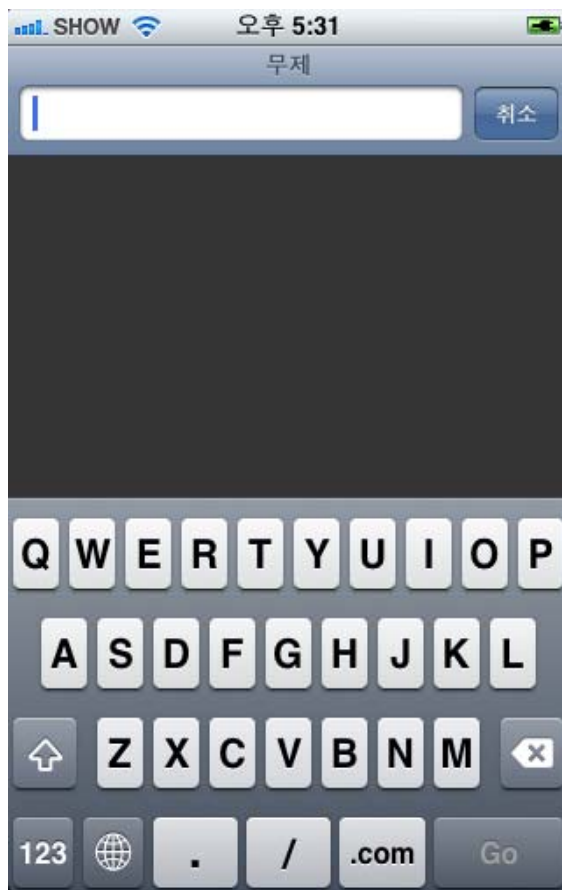 SHOW 오후 5:31
무제
취소
Q W E R T Y U I O P
A S D F G H J K L
Z X C V B N M
123 . / .com Go